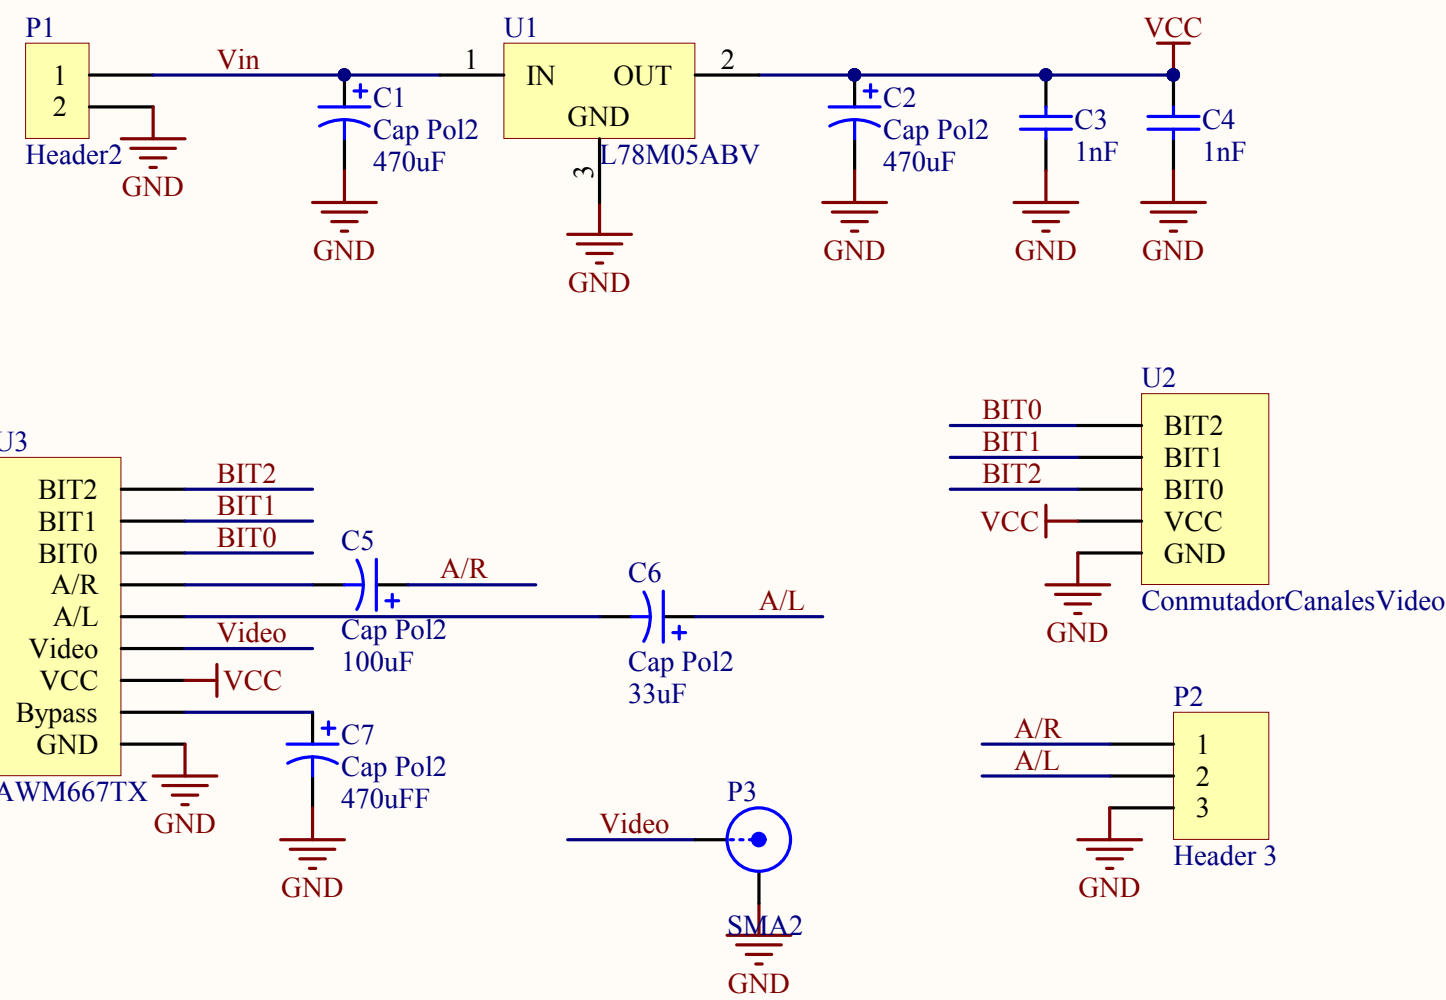 P1
1
2
Header2
GND
Vin
C1
Cap Pol2
470uF
GND
U1
1
IN
OUT
2
GND
3
L78M05ABV
GND
C2
Cap Pol2
470uF
GND
C3
1nF
GND
VCC
C4
1nF
GND
U3
BIT2
BIT2
BIT1
BIT1
BIT0
BIT0
A/R
C5
A/R
Cap Pol2
100uF
A/L
C6
A/L
Cap Pol2
33uF
Video
Video
VCC
VCC
Bypass
GND
AWM667TX
GND
C7
Cap Pol2
470uFF
GND
Video
P3
SMA2
GND
U2
BIT0
BIT2
BIT1
BIT1
BIT2
BIT0
VCC
VCC
GND
ConmutadorCanalesVideo
GND
P2
A/R
1
A/L
2
3
Header 3
GND